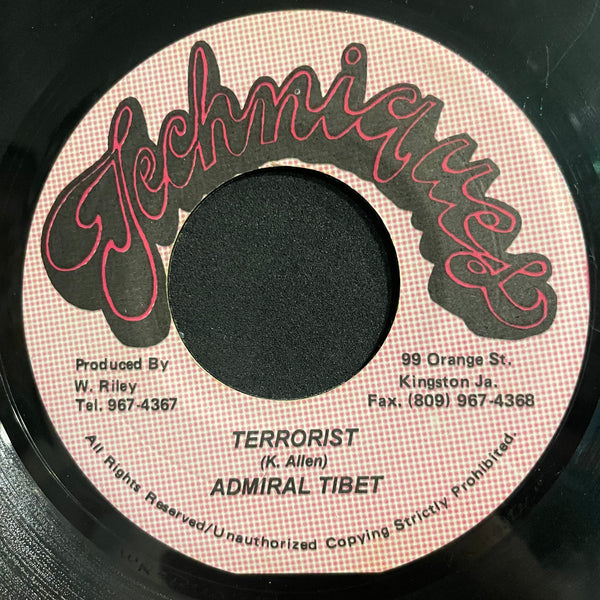 Techniques
Produced By
W. Riley
Tel. 967-4367
99 Orange St.
Kingston Ja.
Fax. (809) 967-4368
TERRORIST
(K. Allen)
ADMIRAL TIBET
All Rights Reserved/Unauthorized Copying Strictly Prohibited.